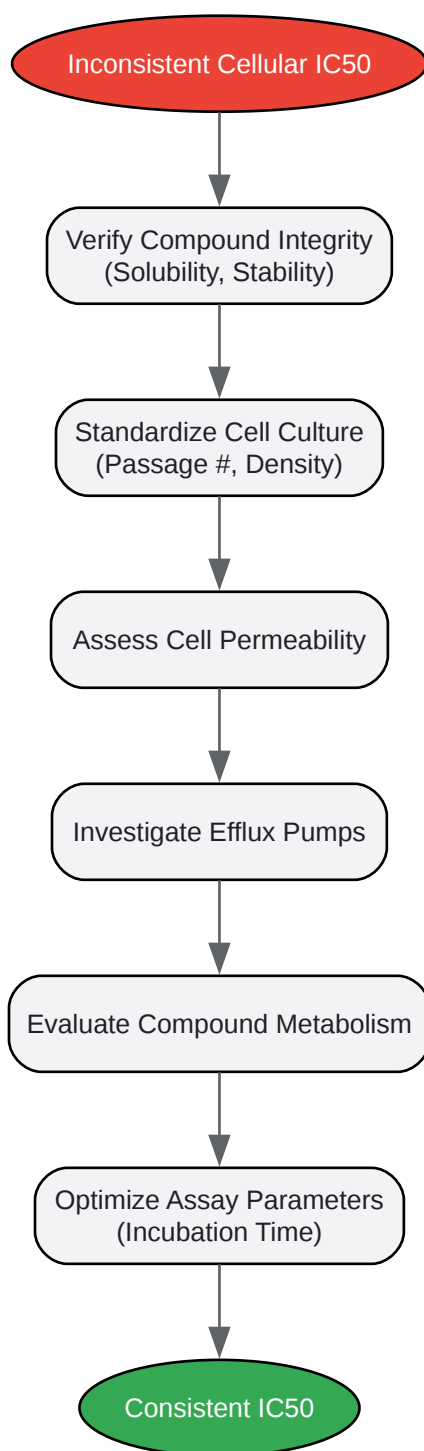 Inconsistent Cellular IC50
Verify Compound Integrity
(Solubility, Stability)
Standardize Cell Culture
(Passage #, Density)
Assess Cell Permeability
Investigate Efflux Pumps
Evaluate Compound Metabolism
Optimize Assay Parameters
(Incubation Time)
Consistent IC50